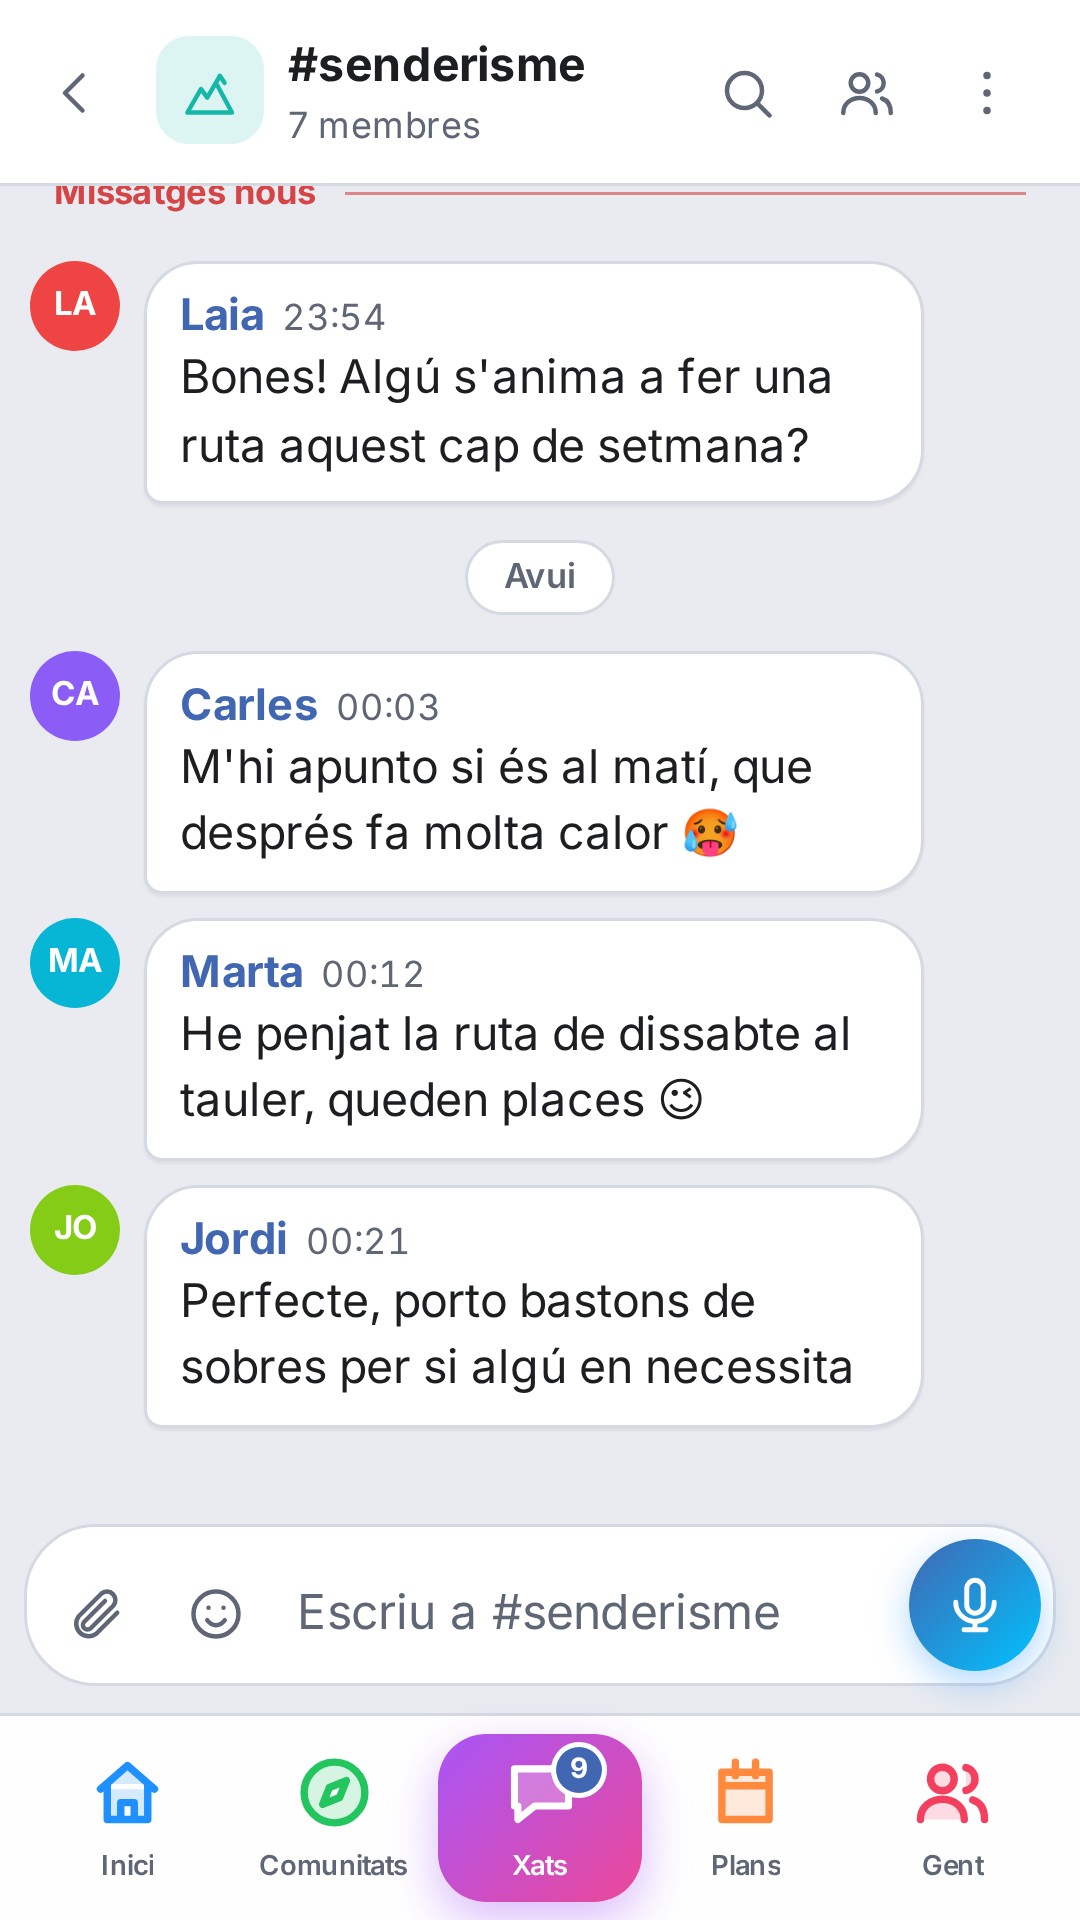 #senderisme
7 membres
Missatges nous
LA
Laia 23:54
Bones! Algú s'anima a fer una
ruta aquest cap de setmana?
Avui
CA
Carles 00:03
M'hi apunto si és al matí, que
després fa molta calor 🥵
MA
Marta 00:12
He penjat la ruta de dissabte al
tauler, queden places 😉
JO
Jordi 00:21
Perfecte, porto bastons de
sobres per si algú en necessita
Escriu a #senderisme
9
Inici
Comunitats
Xats
Plans
Gent